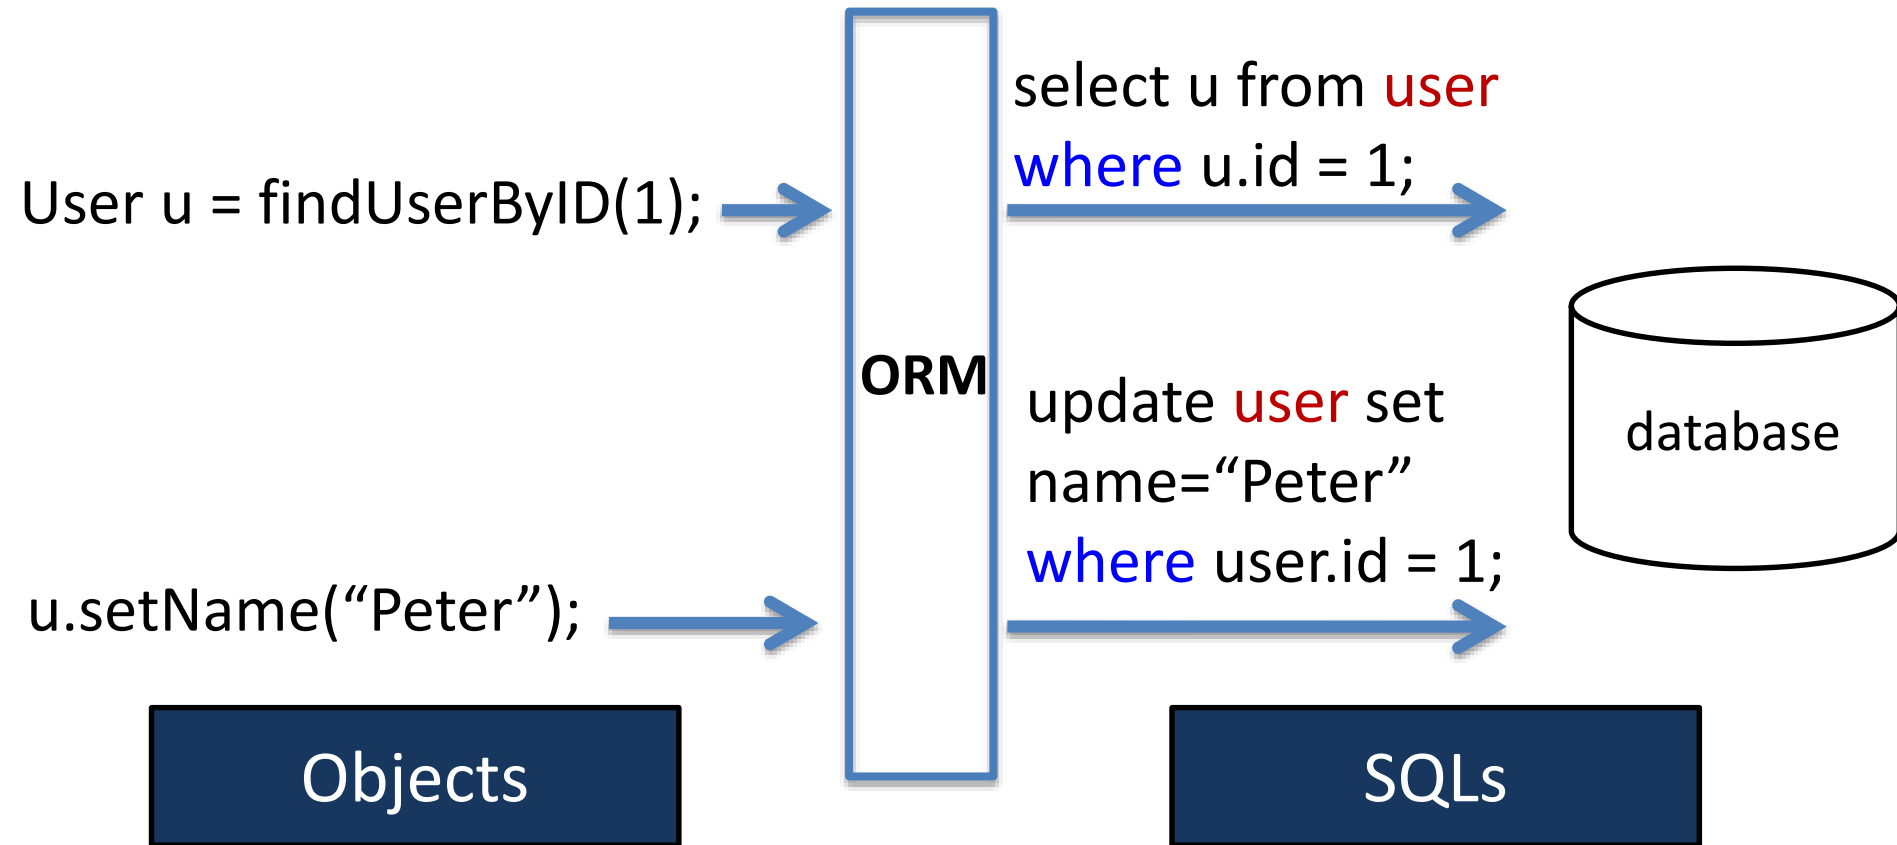 User u = findUserByID(1);
select u from user
where u.id = 1;
ORM
u.setName(“Peter”);
update user set
name=“Peter”
where user.id = 1;
database
Objects
SQLs